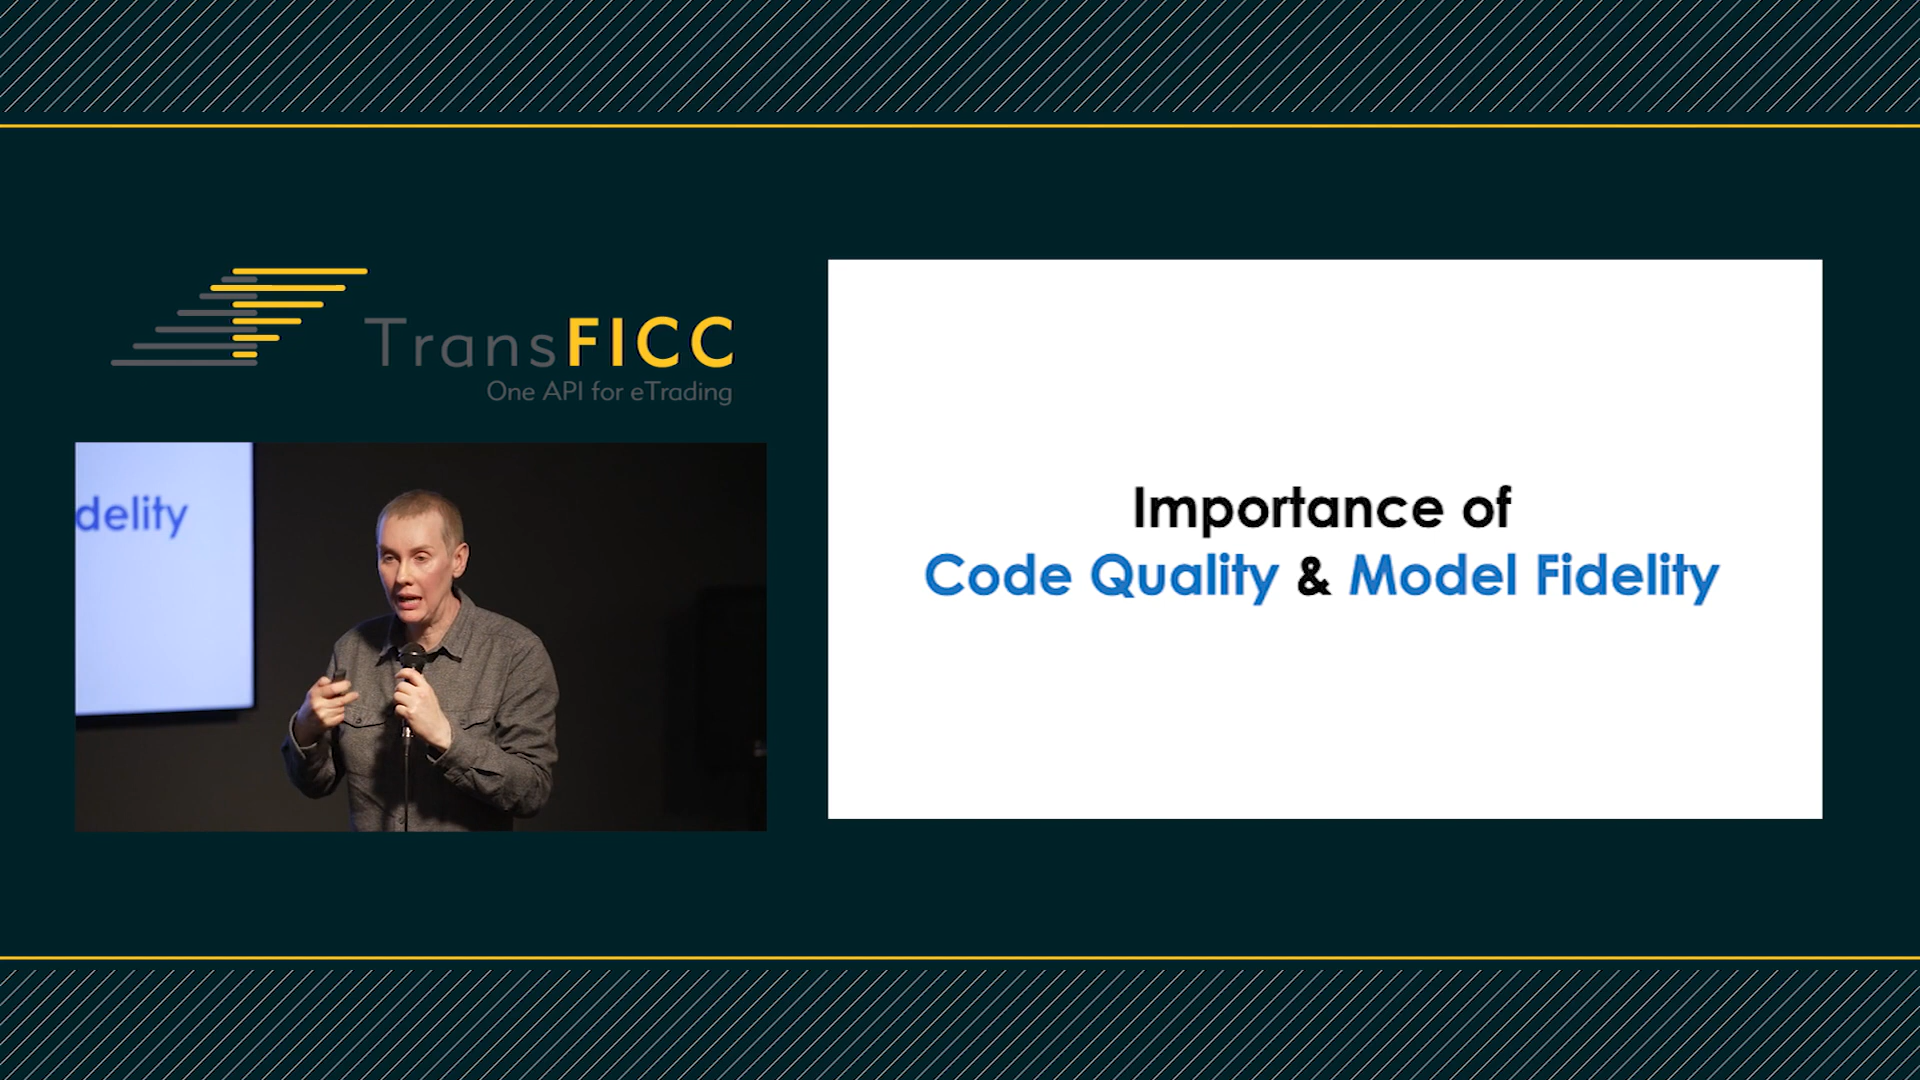 TransFICC
One API for eTrading
delity
Importance of
Code Quality & Model Fidelity